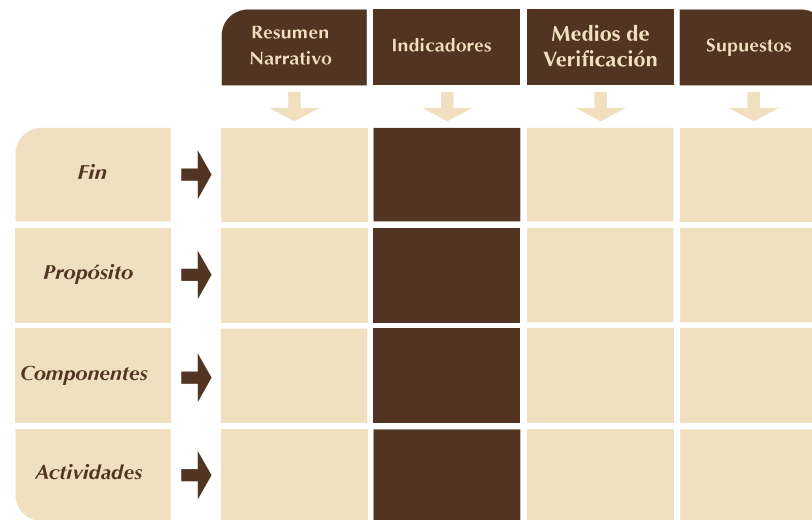 Resumen
Narrativo
Indicadores
Medios de
Verificación
Supuestos
Fin
Propósito
Componentes
Actividades